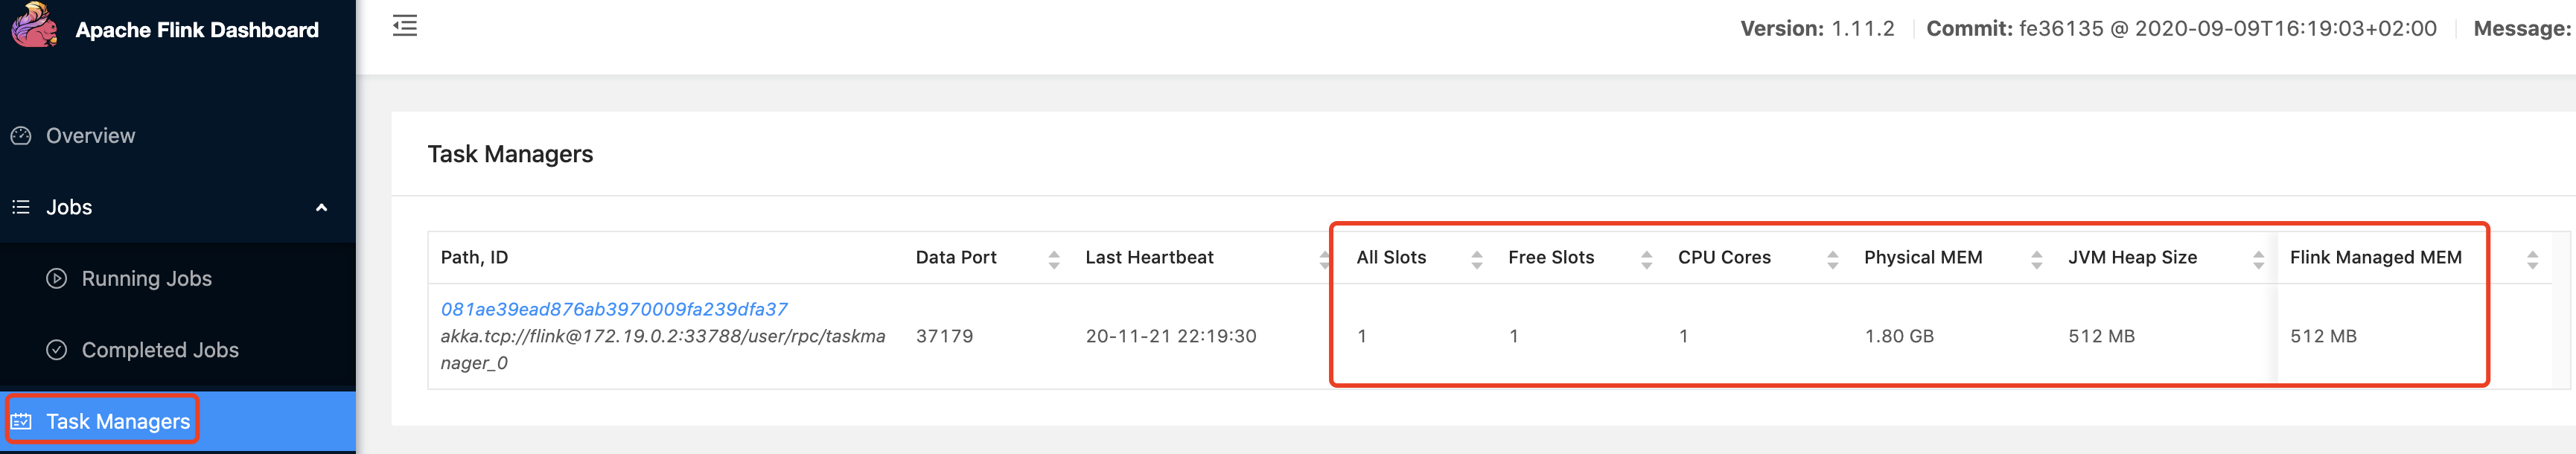 Apache Flink Dashboard
Version: 1.11.2 Commit: fe36135 @ 2020-09-09T16:19:03+02:00 Message:
Overview
Jobs
Running Jobs
Completed Jobs
Task Managers
Task Managers
Path, ID Data Port Last Heartbeat All Slots Free Slots CPU Cores Physical MEM JVM Heap Size Flink Managed MEM
081ae39ead876ab3970009fa239dfa37
akka.tcp://flink@172.19.0.2:33788/user/rpc/taskma
nager_0
37179 20-11-21 22:19:30 1 1 1 1.80 GB 512 MB 512 MB